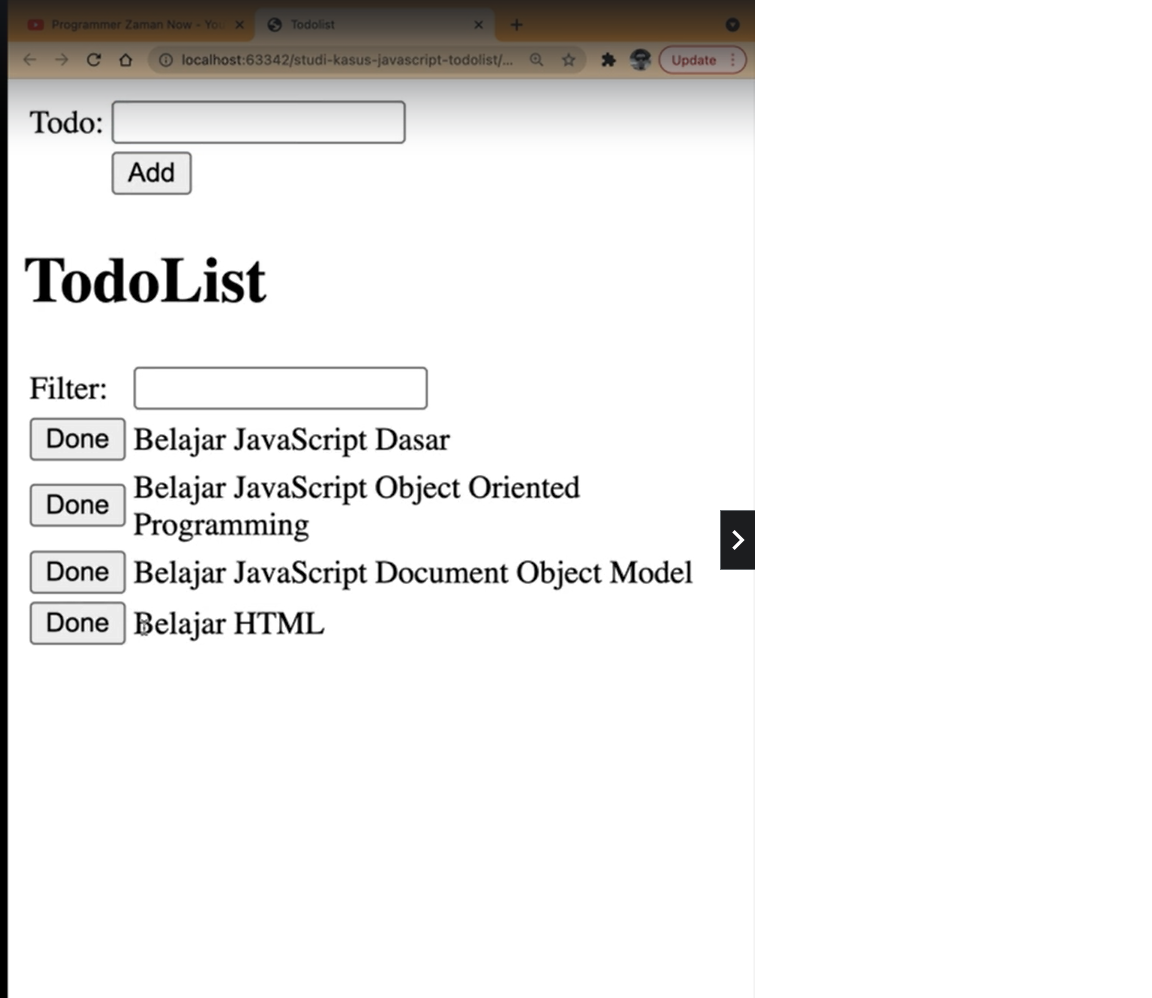 Programmer Zaman Now - You
Todolist
localhost:63342/studi-kasus-javascript-todolist/...
Update
Todo:
Add
TodoList
Filter:
Done Belajar JavaScript Dasar
Done Belajar JavaScript Object Oriented
Programming
Done Belajar JavaScript Document Object Model
Done Belajar HTML